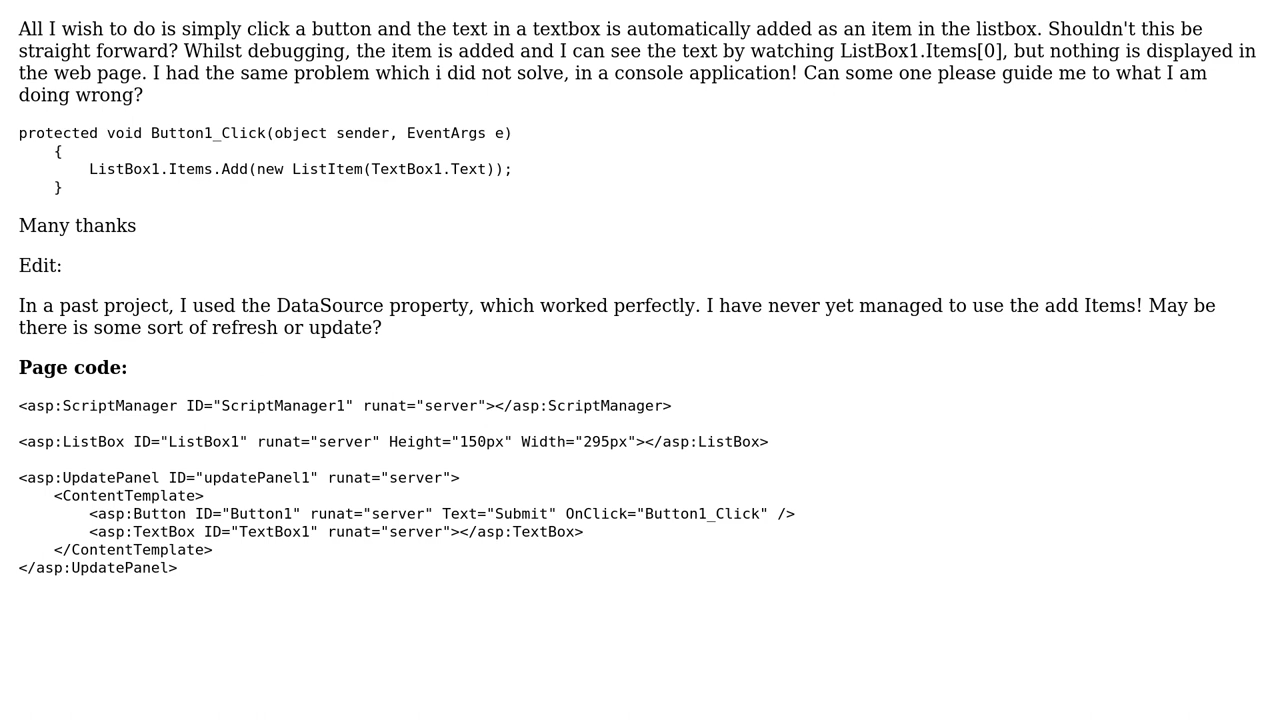 All I wish to do is simply click a button and the text in a textbox is automatically added as an item in the listbox. Shouldn't this be
straight forward? Whilst debugging, the item is added and I can see the text by watching ListBox1.Items[0], but nothing is displayed in
the web page. I had the same problem which i did not solve, in a console application! Can some one please guide me to what I am
doing wrong?
protected void Button1_Click(object sender, EventArgs e)
    {
        ListBox1.Items.Add(new ListItem(TextBox1.Text));
    }
Many thanks
Edit:
In a past project, I used the DataSource property, which worked perfectly. I have never yet managed to use the add Items! May be
there is some sort of refresh or update?
Page code:
<asp:ScriptManager ID="ScriptManager1" runat="server"></asp:ScriptManager>
<asp:ListBox ID="ListBox1" runat="server" Height="150px" Width="295px"></asp:ListBox>
<asp:UpdatePanel ID="updatePanel1" runat="server">
    <ContentTemplate>
        <asp:Button ID="Button1" runat="server" Text="Submit" OnClick="Button1_Click" />
        <asp:TextBox ID="TextBox1" runat="server"></asp:TextBox>
    </ContentTemplate>
</asp:UpdatePanel>